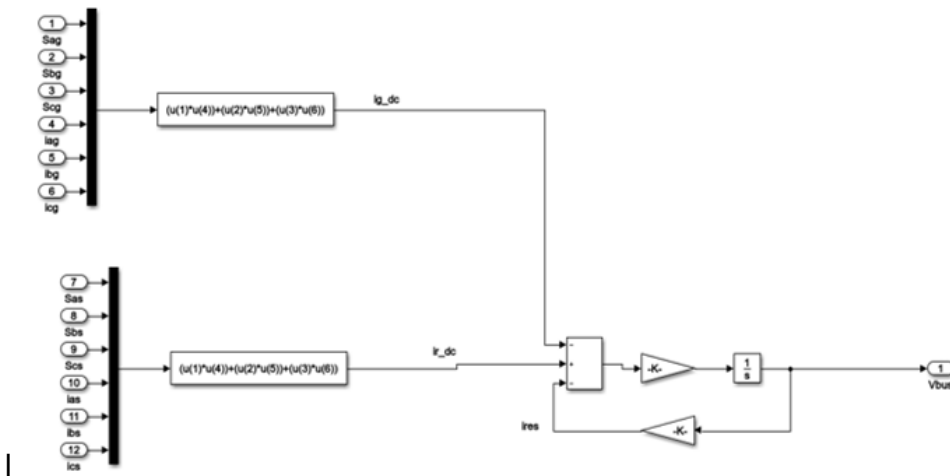 1
Sag
2
Sbg
3
Scg
4
iag
5
ibg
6
icg
(u(1)*u(4))+(u(2)*u(5))+(u(3)*u(6))
ig_dc
7
Sas
8
Sbs
9
Scs
10
ias
11
ibs
12
ics
(u(1)*u(4))+(u(2)*u(5))+(u(3)*u(6))
ir_dc
-
+
-
-K-
1
s
1
Vbus
ires
-K-